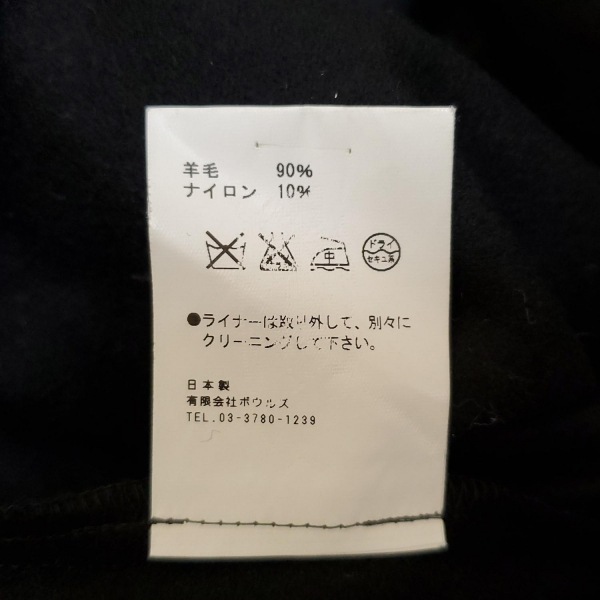 羊毛 90%
ナイロン 10%
中 ドライ
セキユ系
●ライナーは取り外して、別々に
クリーニングして下さい。
日本製
有限会社ボウルズ
TEL.03-3780-1239